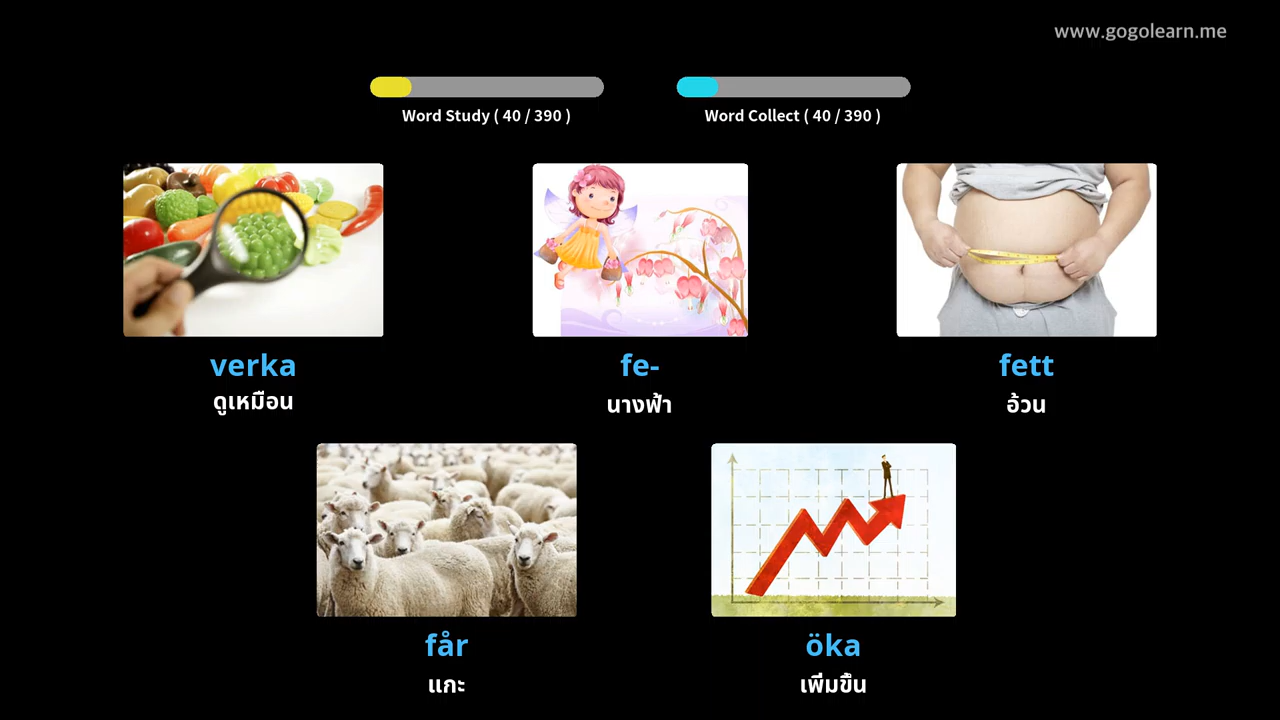 www.gogolearn.me
Word Study ( 40 / 390 )
Word Collect ( 40 / 390 )
verka
ดูเหมือน
fe-
นางฟ้า
fett
อ้วน
får
แกะ
öka
เพิ่มขึ้น